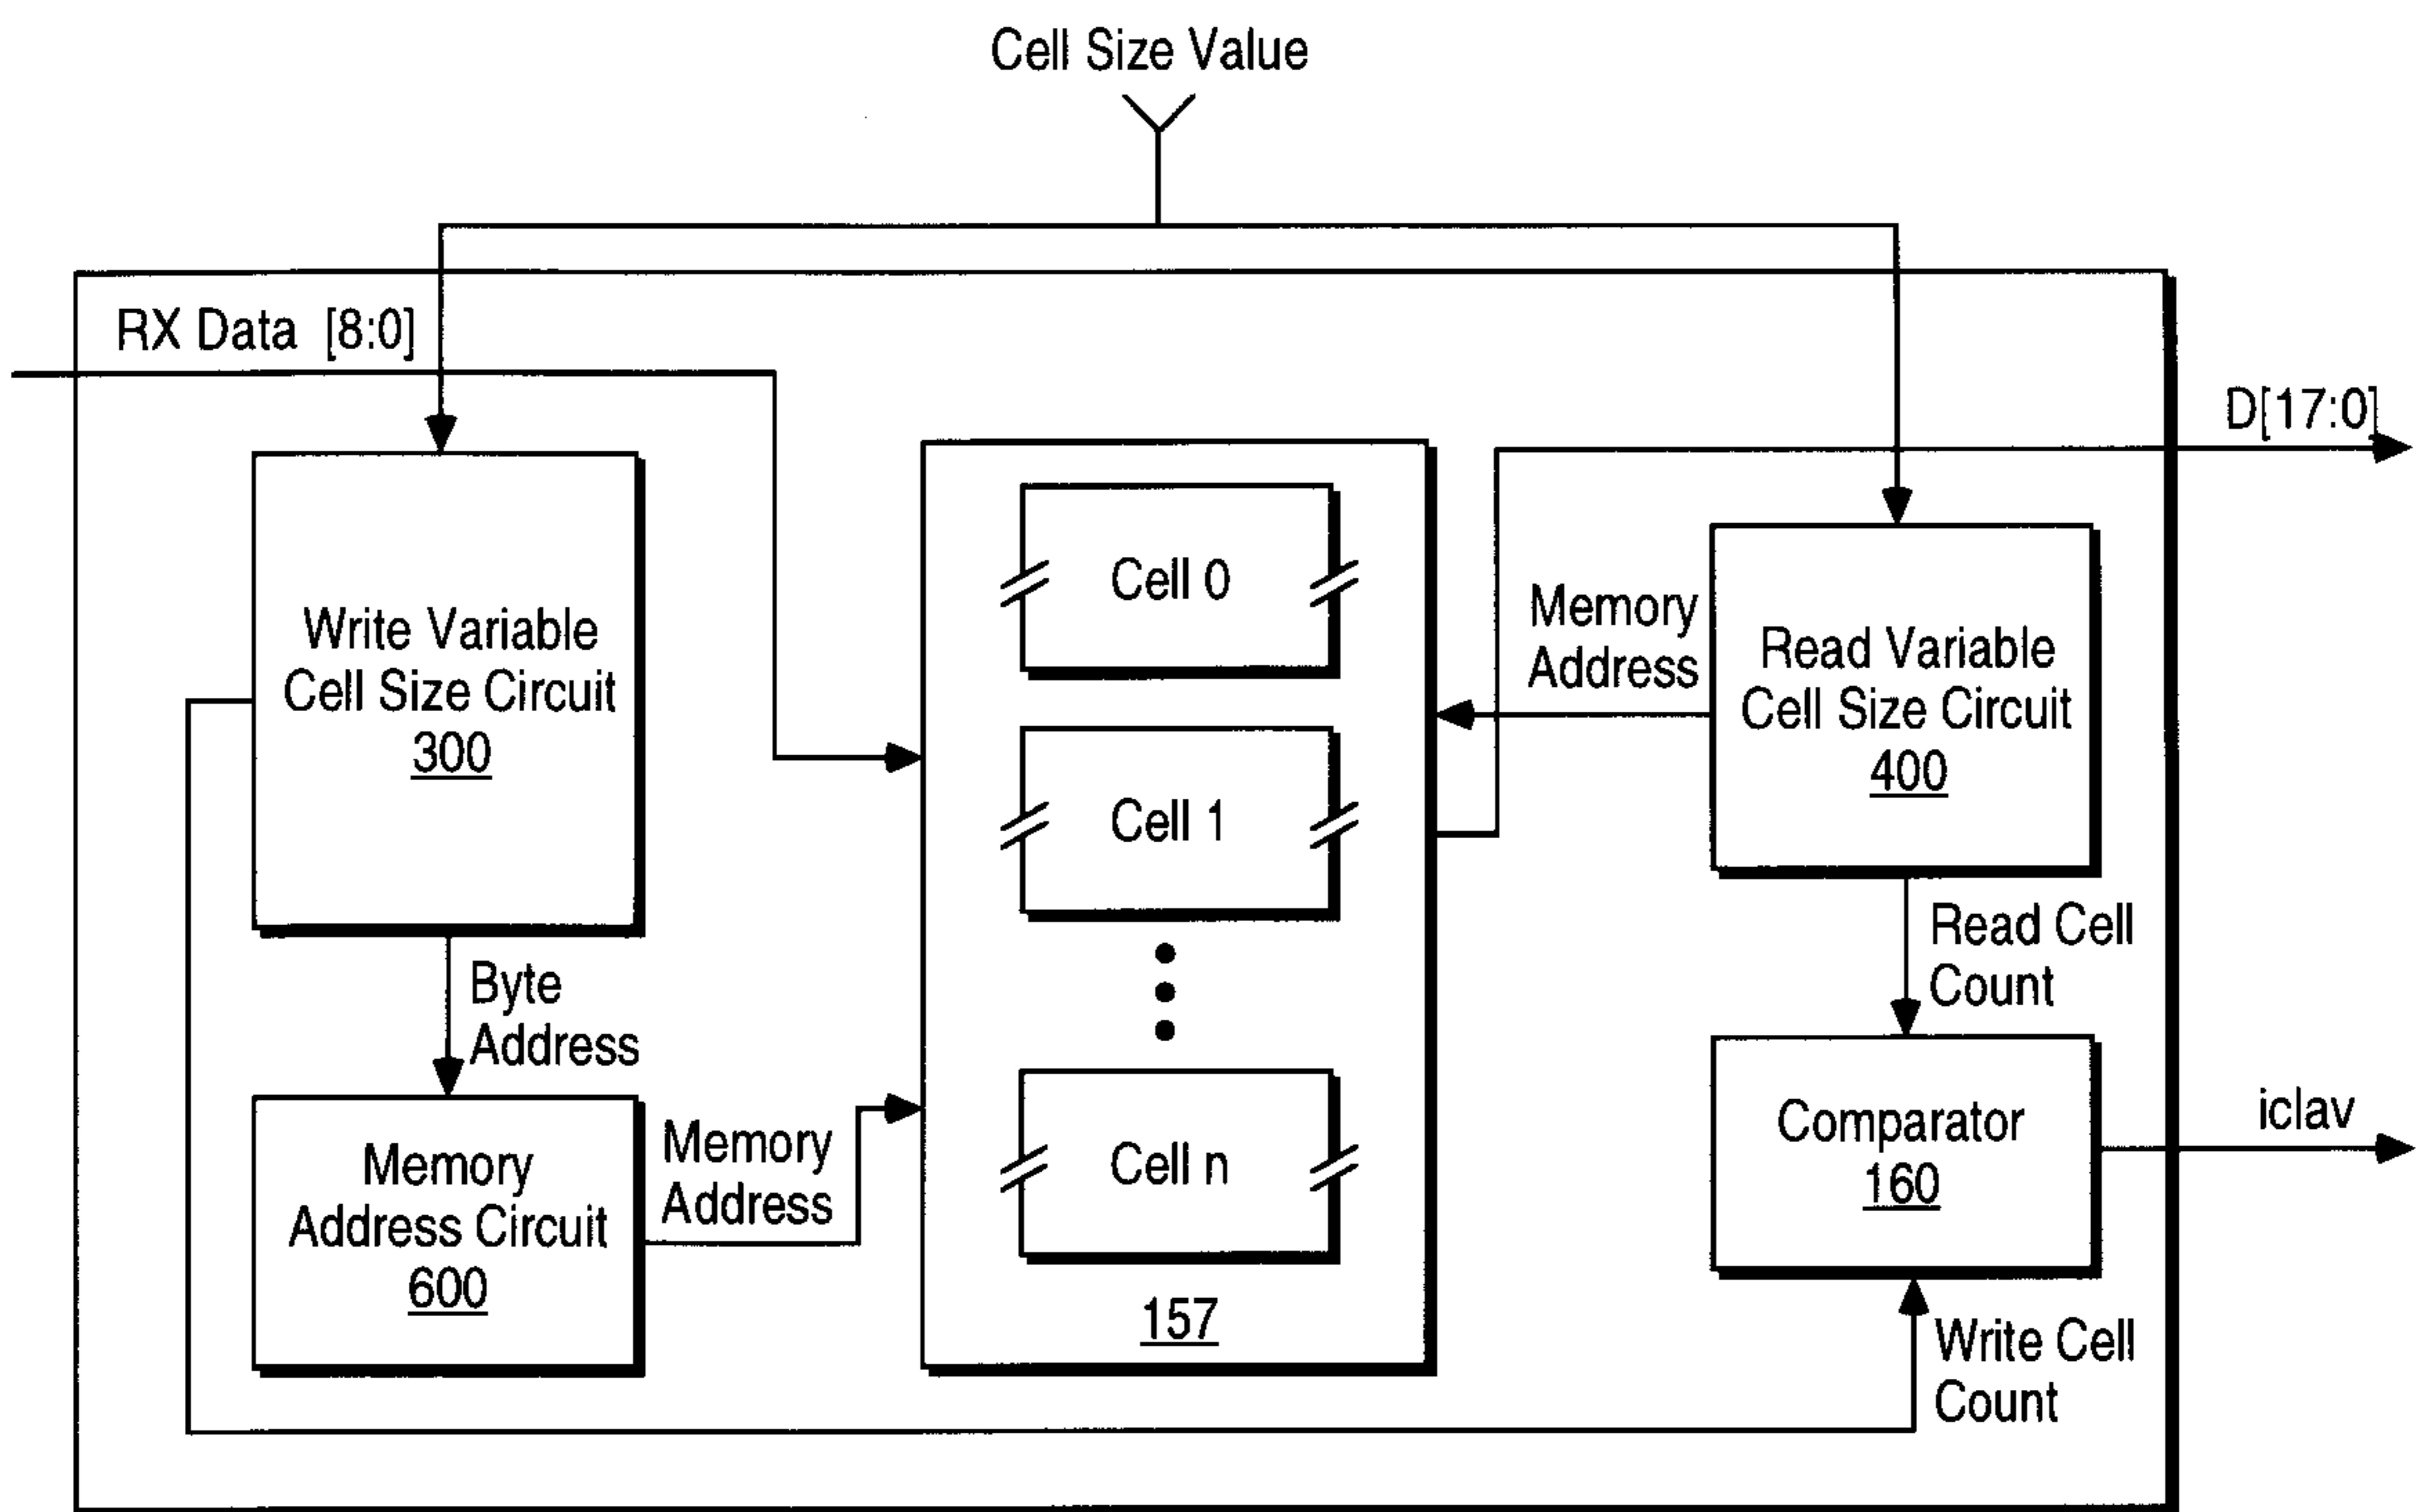 Cell Size Value
RX Data [8:0]
D[17:0]
Write Variable
Cell Size Circuit
300
Cell 0
Cell 1
Cell n
157
Memory
Address
Read Variable
Cell Size Circuit
400
Read Cell
Count
Byte
Address
Memory
Address Circuit
600
Memory
Address
Comparator
160
iclav
Write Cell
Count